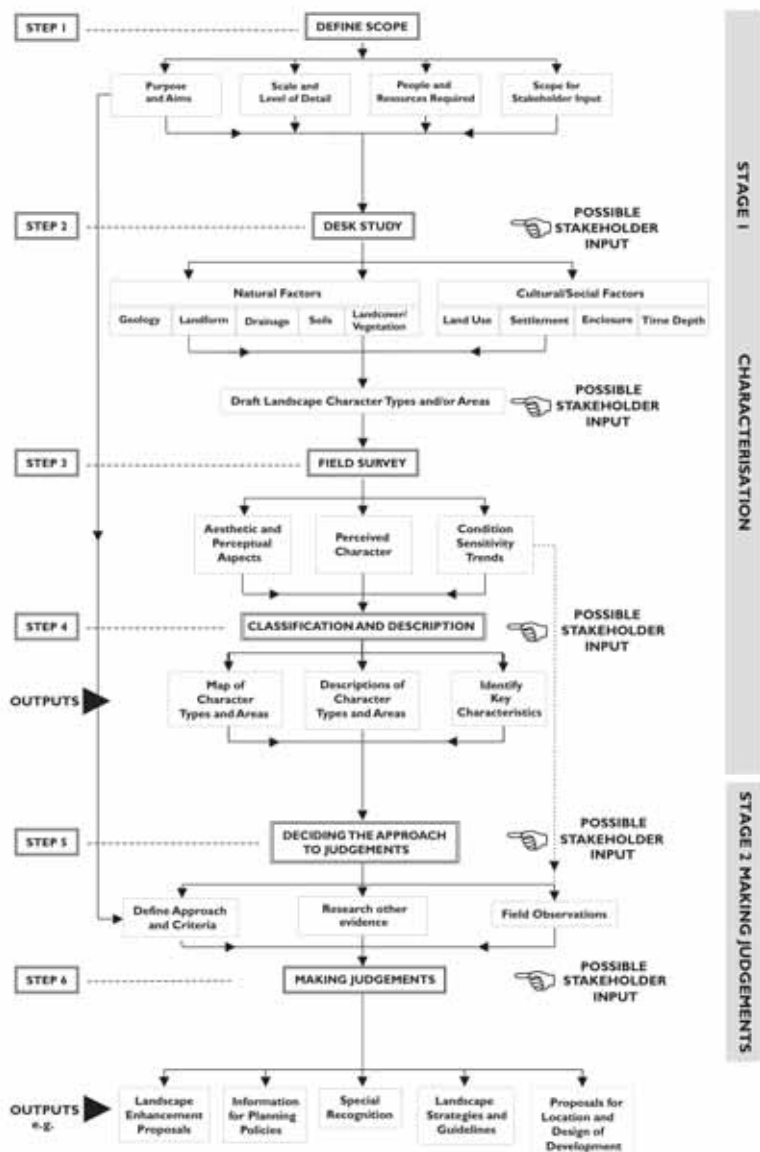 STEP 1
DEFINE SCOPE
Purpose
and Aims
Scale and
Level of Detail
People and
Resources Required
Scope for
Stakeholder Input
STEP 2
DESK STUDY
POSSIBLE
STAKEHOLDER
INPUT
Natural Factors
Geology
Landform
Drainage
Soils
Landcover/
Vegetation
Cultural/Social Factors
Land Use
Settlement
Enclosure
Time Depth
Draft Landscape Character Types and/or Areas
POSSIBLE
STAKEHOLDER
INPUT
STEP 3
FIELD SURVEY
Aesthetic and
Perceptual
Aspects
Perceived
Character
Condition
Sensitivity
Trends
STEP 4
CLASSIFICATION AND DESCRIPTION
POSSIBLE
STAKEHOLDER
INPUT
OUTPUTS
Map of
Character
Types and Areas
Descriptions of
Character
Types and Areas
Identify
Key
Characteristics
STAGE 1 CHARACTERISATION
STEP 5
DECIDING THE APPROACH
TO JUDGEMENTS
POSSIBLE
STAKEHOLDER
INPUT
Define Approach
and Criteria
Research other
evidence
Field Observations
STEP 6
MAKING JUDGEMENTS
POSSIBLE
STAKEHOLDER
INPUT
STAGE 2 MAKING JUDGEMENTS
OUTPUTS
e.g.
Landscape
Enhancement
Proposals
Information
for Planning
Policies
Special
Recognition
Landscape
Strategies and
Guidelines
Proposals for
Location and
Design of
Development